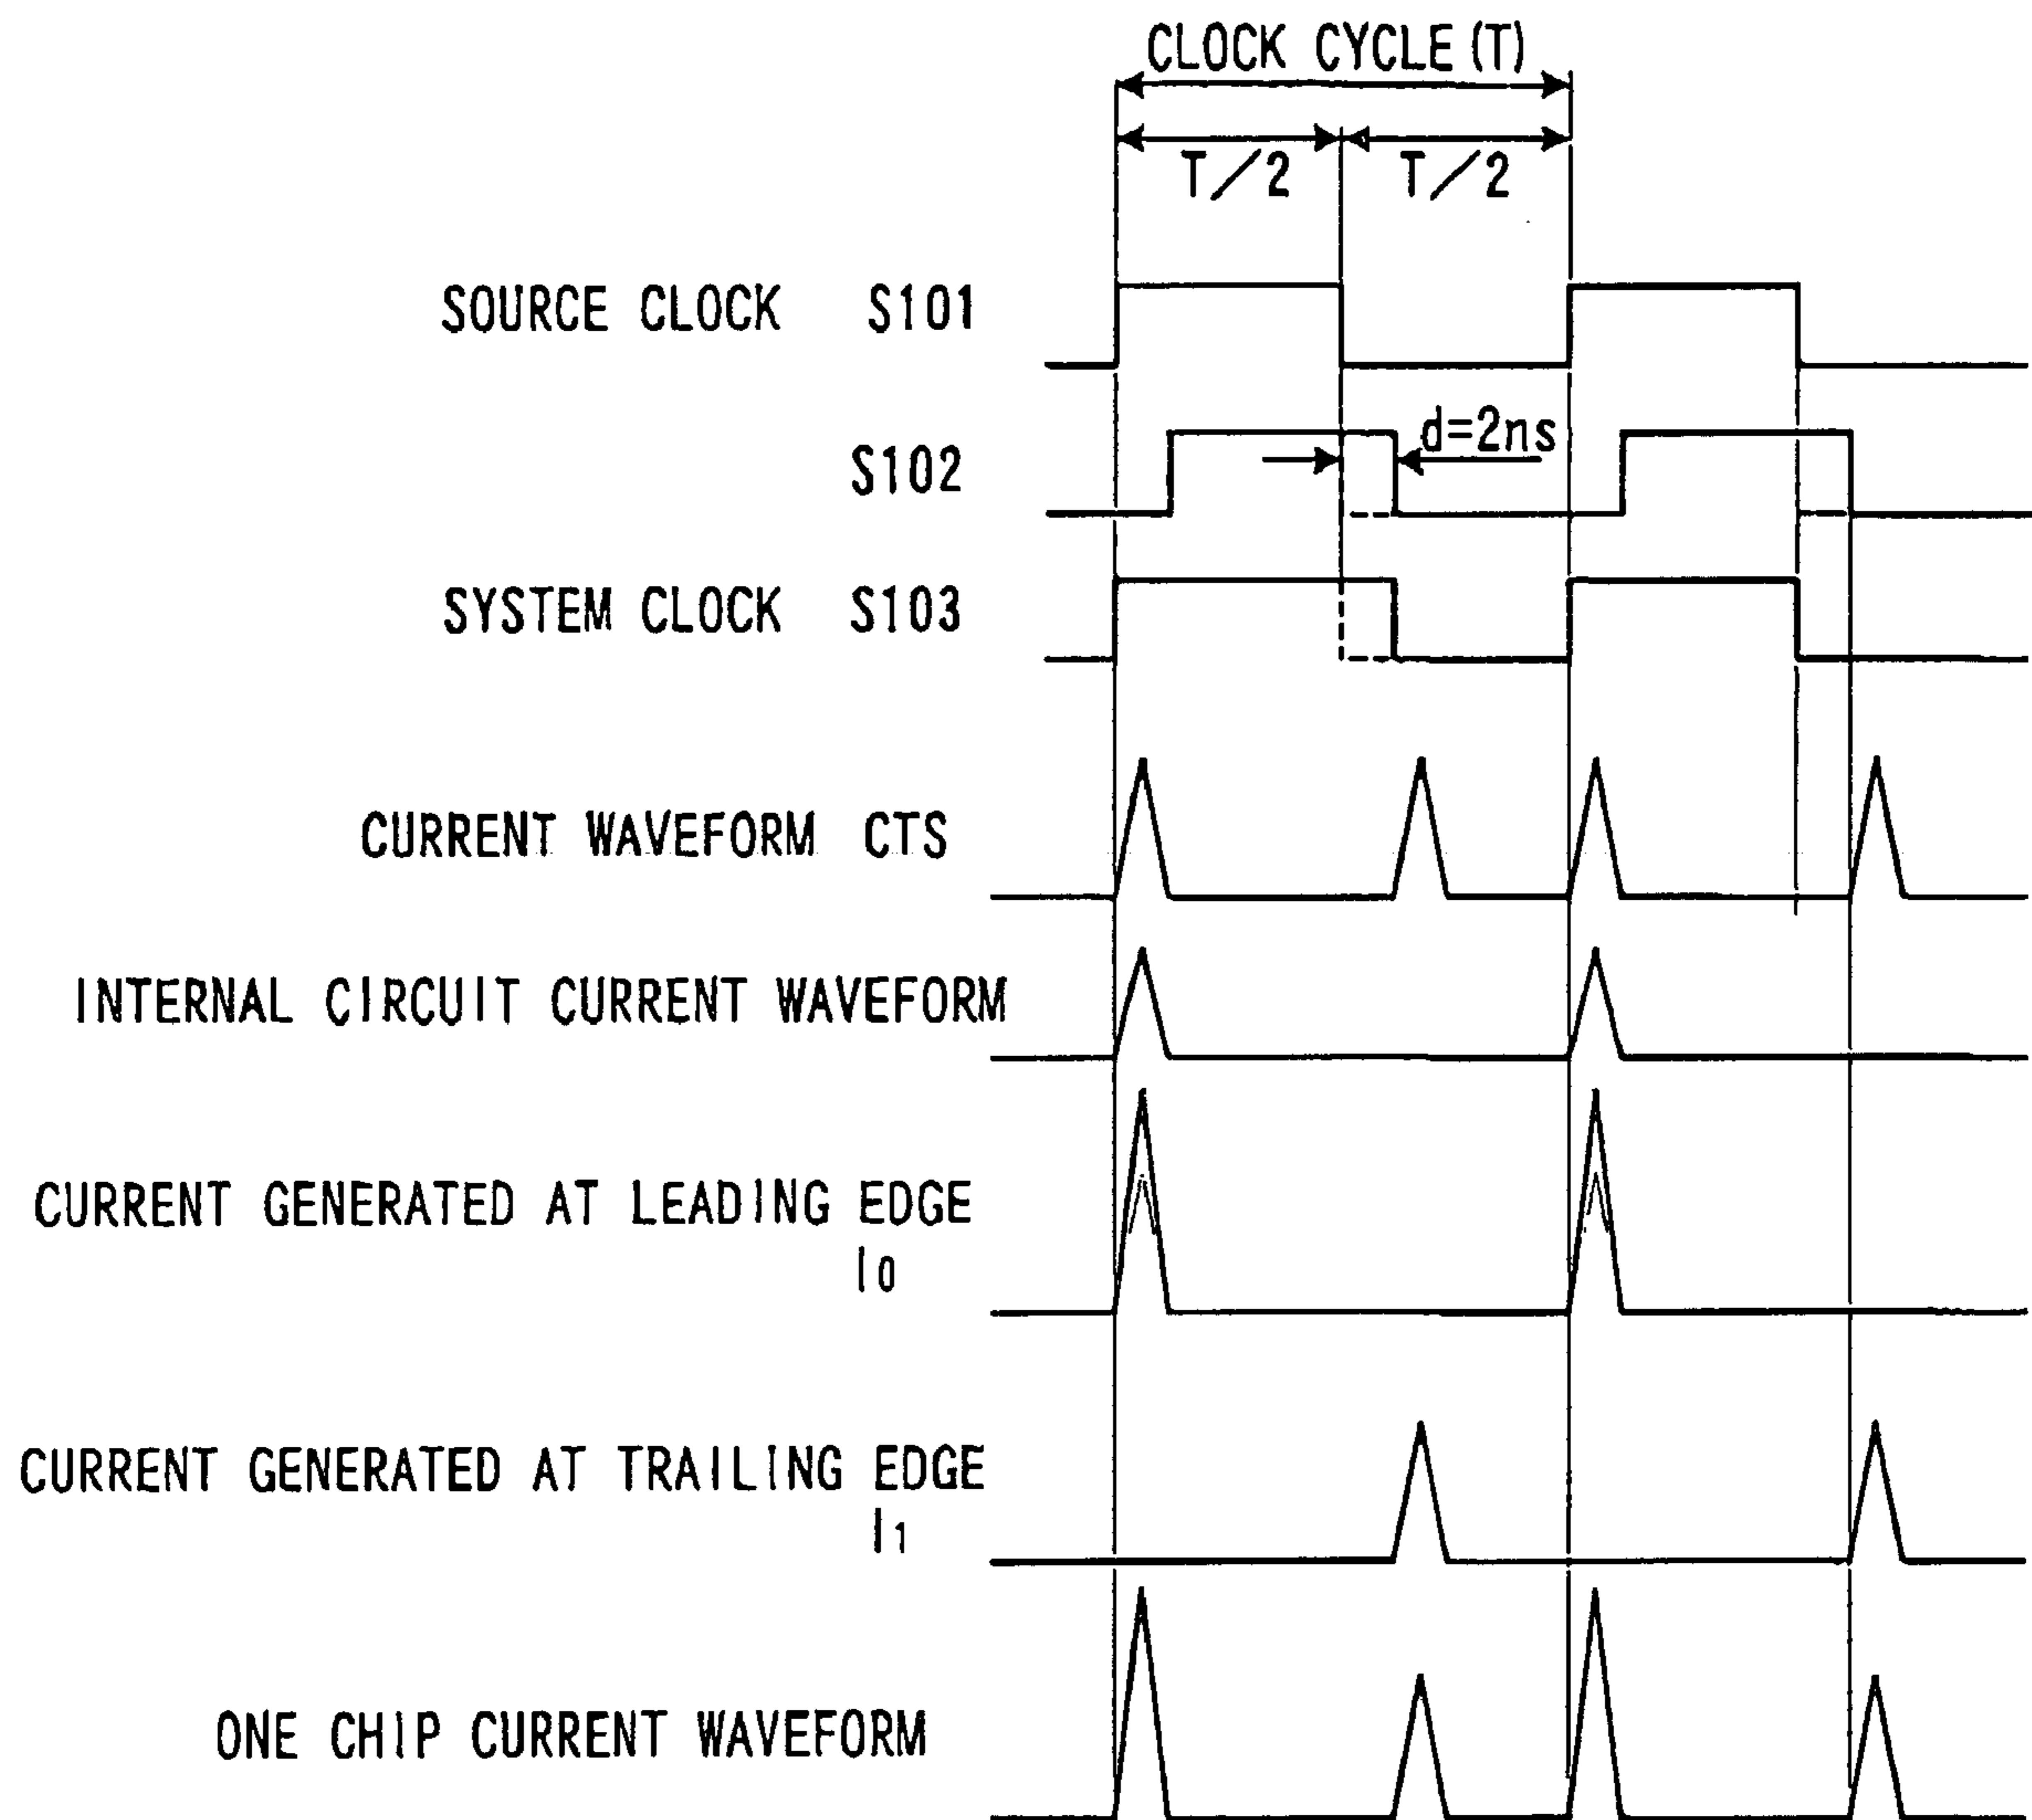 CLOCK CYCLE (T)
T/2 T/2
SOURCE CLOCK S101
S102 d=2ns
SYSTEM CLOCK S103
CURRENT WAVEFORM CTS
INTERNAL CIRCUIT CURRENT WAVEFORM
CURRENT GENERATED AT LEADING EDGE
I0
CURRENT GENERATED AT TRAILING EDGE
I1
ONE CHIP CURRENT WAVEFORM